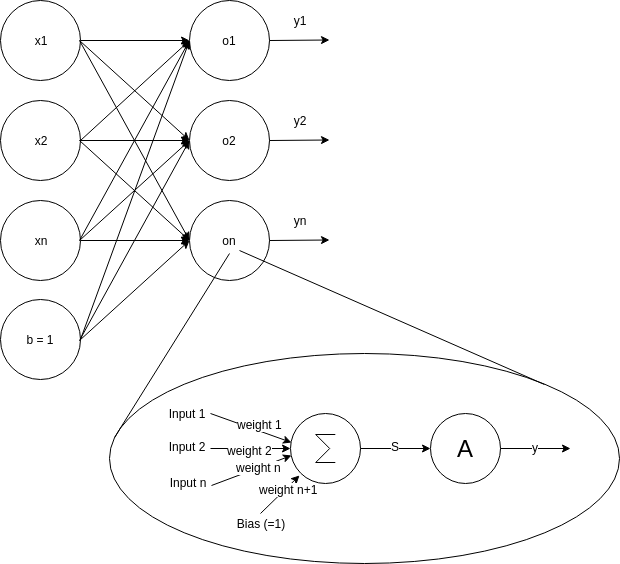 y1
x1
o1
y2
x2
o2
yn
xn
on
b = 1
Input 1
weight 1
Input 2
weight 2
S
A
y
weight n
Input n
weight n+1
Bias (=1)
∑